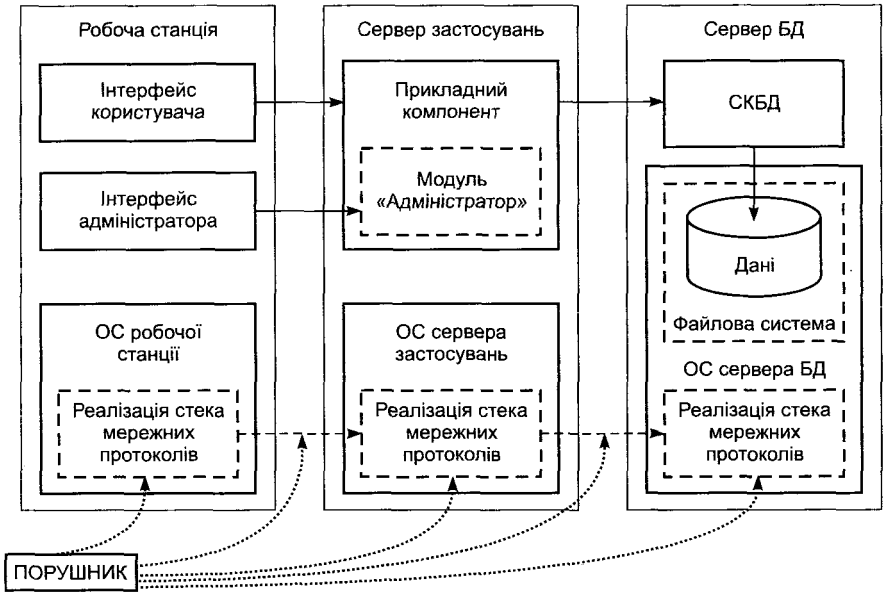 Робоча станція
Інтерфейс
користувача
Інтерфейс
адміністратора
ОС робочої
станції
Реалізація стека
мережних
протоколів
Сервер застосувань
Прикладний
компонент
Модуль
«Адміністратор»
ОС сервера
застосувань
Реалізація стека
мережних
протоколів
Сервер БД
СКБД
Дані
Файлова система
ОС сервера БД
Реалізація стека
мережних
протоколів
ПОРУШНИК